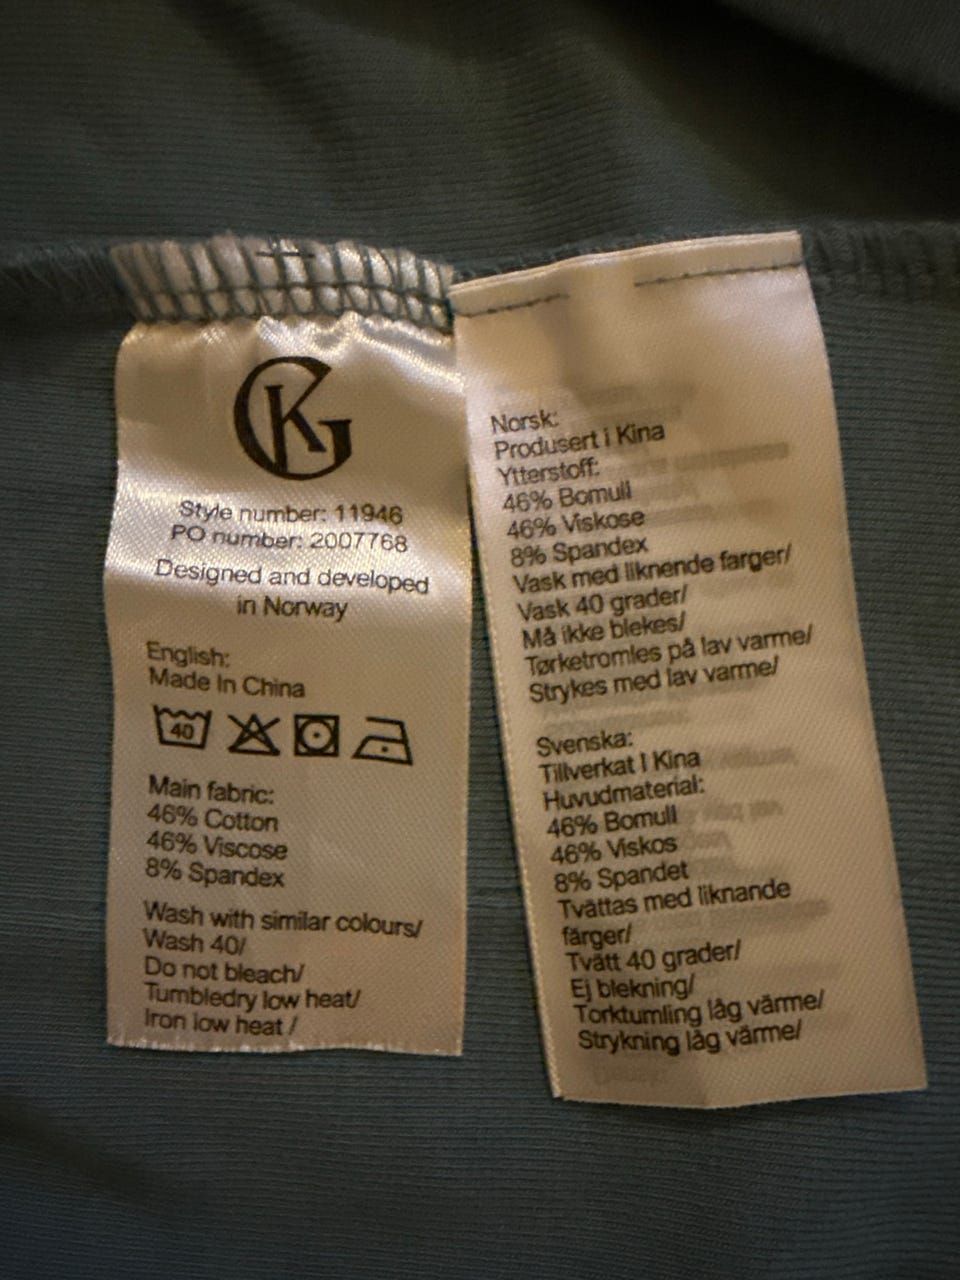 GK
Style number: 11946
PO number: 2007768
Designed and developed
in Norway
English:
Made In China
40
Main fabric:
46% Cotton
46% Viscose
8% Spandex
Wash with similar colours/
Wash 40/
Do not bleach/
Tumbledry low heat/
Iron low heat /
Norsk:
Produsert i Kina
Ytterstoff:
46% Bomull
46% Viskose
8% Spandex
Vask med liknende farger/
Vask 40 grader/
Må ikke blekes/
Tørketromles på lav varme/
Strykes med lav varme/
Svenska:
Tillverkat I Kina
Huvudmaterial:
46% Bomull
46% Viskos
8% Spandet
Tvättas med liknande
färger/
Tvätt 40 grader/
Ej blekning/
Torktumling låg värme/
Strykning låg värme/